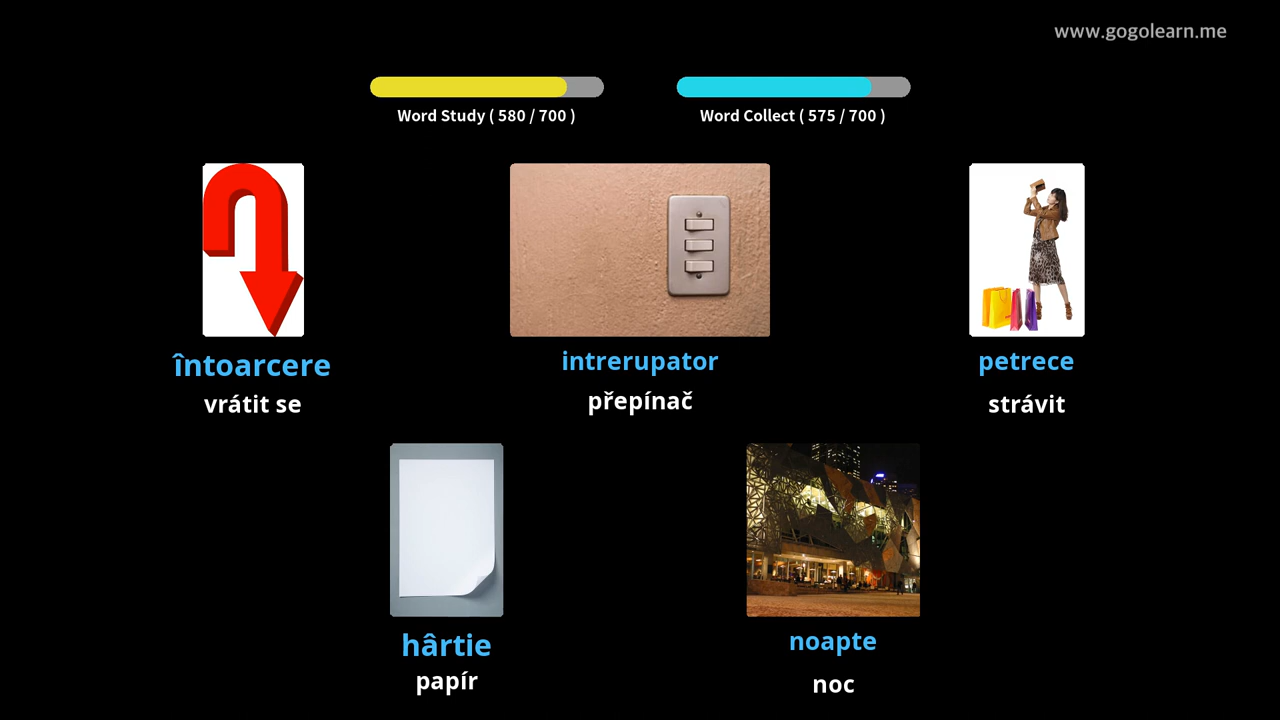 www.gogolearn.me
Word Study ( 580 / 700 )
Word Collect ( 575 / 700 )
întoarcere
vrátit se
intrerupator
přepínač
petrece
strávit
hârtie
papír
noapte
noc